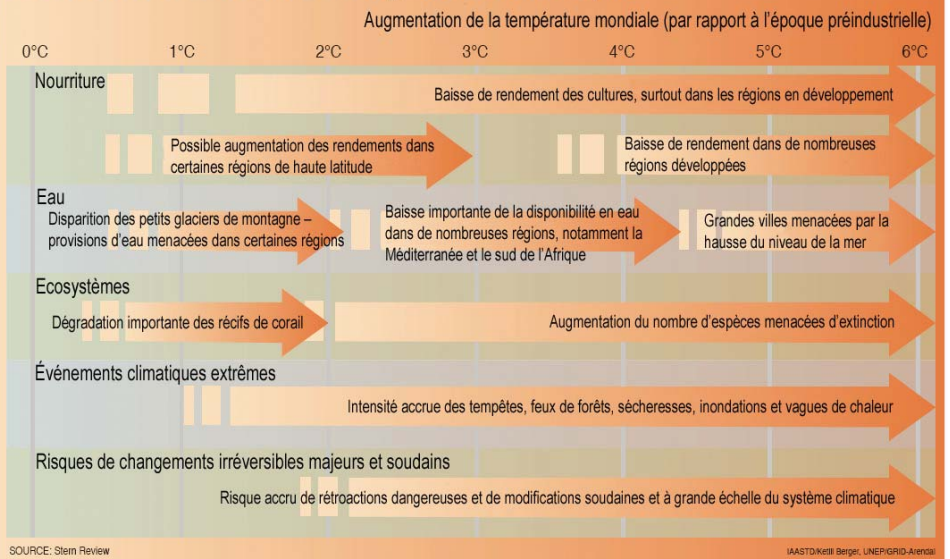 Augmentation de la température mondiale (par rapport à l'époque préindustrielle)
0°C 1°C 2°C 3°C 4°C 5°C 6°C
Nourriture
Baisse de rendement des cultures, surtout dans les régions en développement
Possible augmentation des rendements dans
certaines régions de haute latitude
Baisse de rendement dans de nombreuses
régions développées
Eau
Disparition des petits glaciers de montagne –
provisions d'eau menacées dans certaines régions
Baisse importante de la disponibilité en eau
dans de nombreuses régions, notamment la
Méditerranée et le sud de l'Afrique
Grandes villes menacées par la
hausse du niveau de la mer
Ecosystèmes
Dégradation importante des récifs de corail
Augmentation du nombre d'espèces menacées d'extinction
Événements climatiques extrêmes
Intensité accrue des tempêtes, feux de forêts, sécheresses, inondations et vagues de chaleur
Risques de changements irréversibles majeurs et soudains
Risque accru de rétroactions dangereuses et de modifications soudaines et à grande échelle du système climatique
SOURCE: Stern Review
IAASTD/Ketill Berger, UNEP/GRID-Arendal